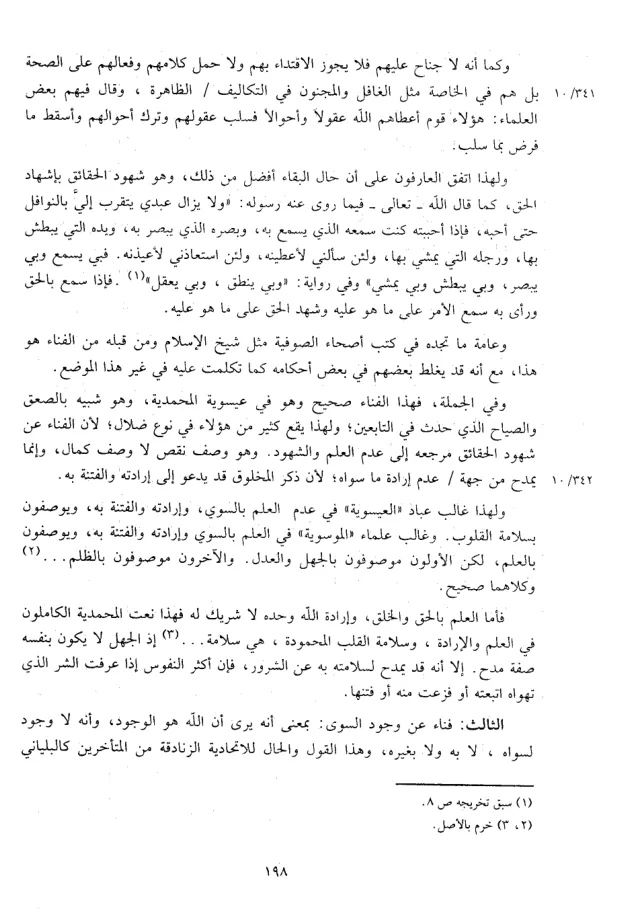 وكما أنه لا جناح عليهم فلا يجوز الاقتداء بهم ولا حمل كلامهم وفعالهم على الصحة
١٠/٣٤١ بل هم في الخاصة مثل الغافل والمجنون في التكاليف / الظاهرة ، وقال فيهم بعض
العلماء: هؤلاء قوم أعطاهم الله عقولاً وأحوالاً فسلب عقولهم وترك أحوالهم وأسقط ما
فرض بما سلب.
ولهذا اتفق العارفون على أن حال البقاء أفضل من ذلك، وهو شهود الحقائق بإشهاد
الحق، كما قال الله ـ تعالى ـ فيما روى عنه رسوله: «ولا يزال عبدي يتقرب إليَّ بالنوافل
حتى أحبه، فإذا أحببته كنت سمعه الذي يسمع به، وبصره الذي يبصر به، ويده التي يبطش
بها، ورجله التي يمشي بها، ولئن سألني لأعطينه، ولئن استعاذني لأعيذنه. فبي يسمع وبي
يبصر، وبي يبطش وبي يمشي» وفي رواية: «وبي ينطق ، وبي يعقل»(١) .فإذا سمع بالحق
ورأى به سمع الأمر على ما هو عليه وشهد الحق على ما هو عليه.
وعامة ما تجده في كتب أصحاء الصوفية مثل شيخ الإسلام ومن قبله من الفناء هو
هذا، مع أنه قد يغلط بعضهم في بعض أحكامه كما تكلمت عليه في غير هذا الموضع.
وفي الجملة، فهذا الفناء صحيح وهو في عيسوية المحمدية، وهو شبيه بالصعق
والصياح الذي حدث في التابعين؛ ولهذا يقع كثير من هؤلاء في نوع ضلال؛ لأن الفناء عن
شهود الحقائق مرجعه إلى عدم العلم والشهود. وهو وصف نقص لا وصف كمال، وإنما
١٠/٣٤٢ يمدح من جهة / عدم إرادة ما سواه؛ لأن ذكر المخلوق قد يدعو إلى إرادته والفتنة به.
ولهذا غالب عباد «العيسوية» في عدم العلم بالسوي، وإرادته والفتنة به، ويوصفون
بسلامة القلوب. وغالب علماء «الموسوية» في العلم بالسوي وإرادته والفتنة به، ويوصفون
بالعلم، لكن الأولون موصوفون بالجهل والعدل. والآخرون موصوفون بالظلم...(٢)
وكلاهما صحيح.
فأما العلم بالحق والخلق، وإرادة الله وحده لا شريك له فهذا نعت المحمدية الكاملون
في العلم والإرادة ، وسلامة القلب المحمودة ، هي سلامة...(٣) إذ الجهل لا يكون بنفسه
صفة مدح. إلا أنه قد يمدح لسلامته به عن الشرور، فإن أكثر النفوس إذا عرفت الشر الذي
تهواه اتبعته أو فزعت منه أو فتنها.
الثالث: فناء عن وجود السوى: بمعنى أنه يرى أن الله هو الوجود، وأنه لا وجود
لسواه ، لا به ولا بغيره، وهذا القول والحال للاتحادية الزنادقة من المتأخرين كالبلياني
(١) سبق تخريجه ص ٨.
(٢، ٣) خرم بالأصل.
١٩٨